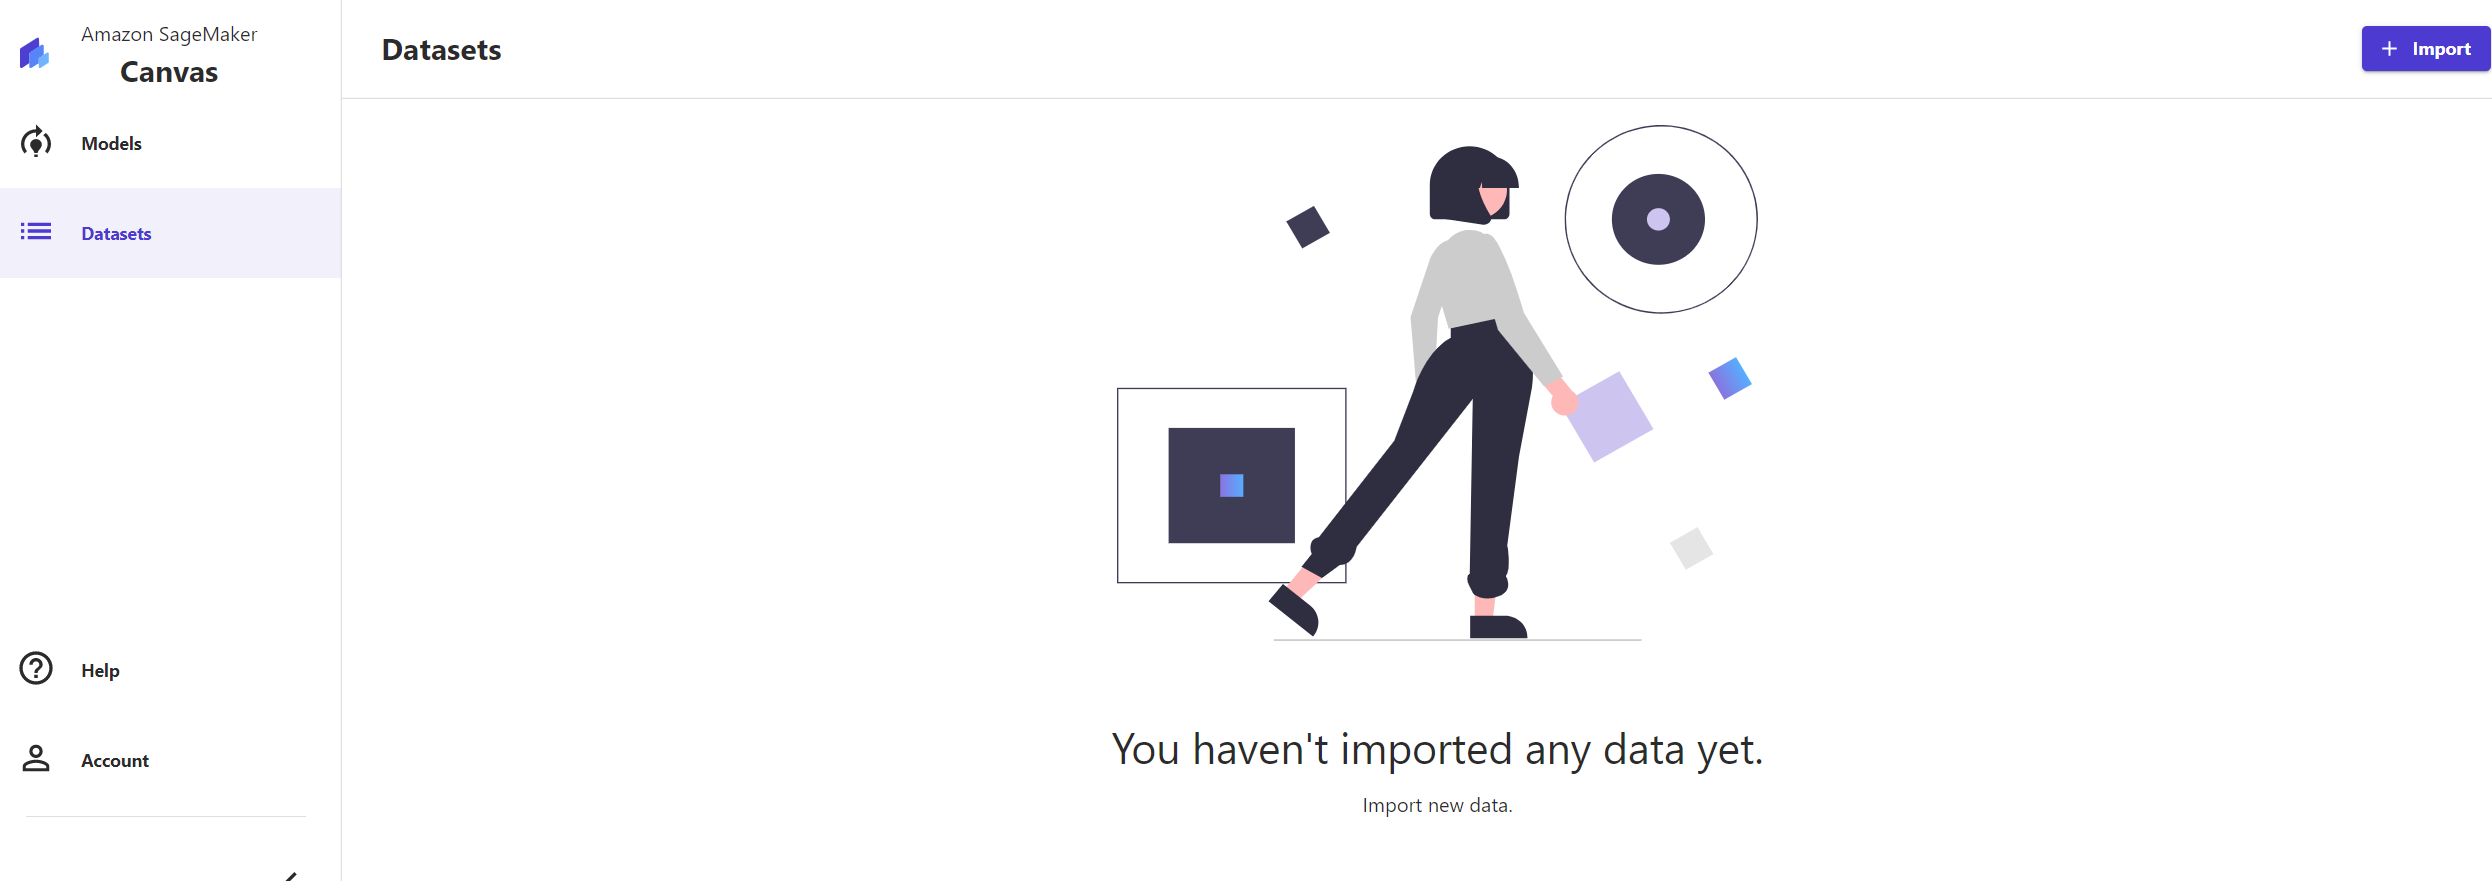 Amazon SageMaker
Canvas
Models
Datasets
Help
Account
Datasets
Import
You haven't imported any data yet.
Import new data.